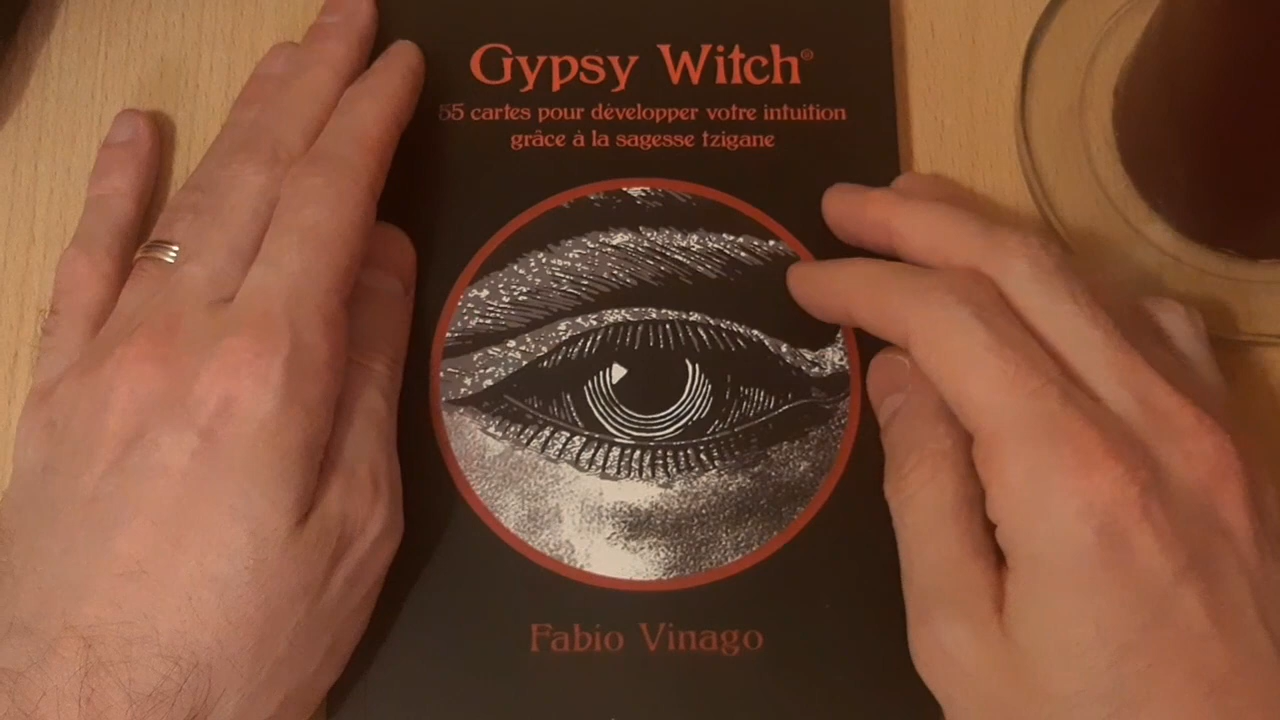 Gypsy Witch®
55 cartes pour développer votre intuition
grâce à la sagesse tzigane
Fabio Vinago